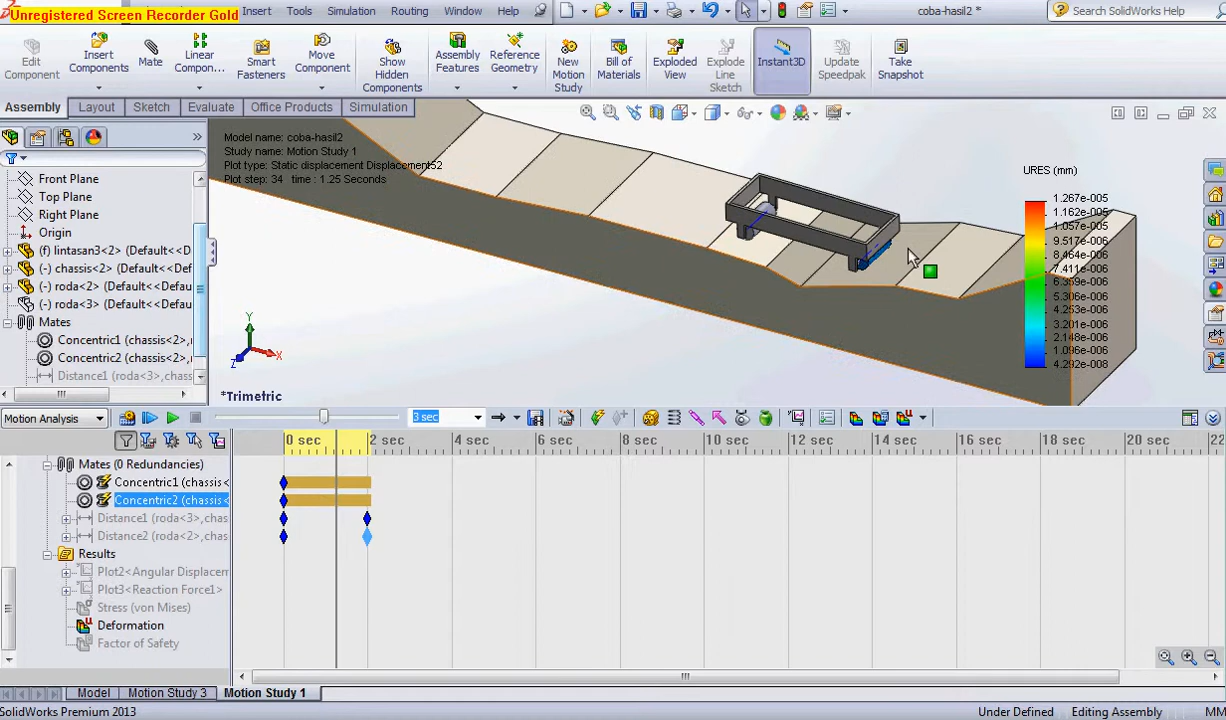 Unregistered Screen Recorder Gold
Insert Tools Simulation Routing Window Help
coba-hasil2 *
Search SolidWorks Help
Edit Component
Insert Components
Mate
Linear Compon...
Smart Fasteners
Move Component
Show Hidden Components
Assembly Features
Reference Geometry
New Motion Study
Bill of Materials
Exploded View
Explode Line Sketch
Instant3D
Update Speedpak
Take Snapshot
Assembly Layout Sketch Evaluate Office Products Simulation
Front Plane
Top Plane
Right Plane
Origin
(f) lintasan3<2> (Default<<D
(-) chassis<2> (Default<<Def
(-) roda<2> (Default<<Defau
(-) roda<3> (Default<<Defau
Mates
Concentric1 (chassis<2>,
Concentric2 (chassis<2>,
Distance1 (roda<3>,chass
Model name: coba-hasil2
Study name: Motion Study 1
Plot type: Static displacement Displacement52
Plot step: 34 time : 1.25 Seconds
URES (mm)
1.267e-006
1.162e-006
1.057e-006
9.517e-006
8.464e-006
7.411e-006
6.359e-006
5.306e-006
4.253e-006
3.201e-006
2.148e-006
1.096e-006
4.292e-008
Y
X
Z
*Trimetric
Motion Analysis
3 sec
0 sec 2 sec 4 sec 6 sec 8 sec 10 sec 12 sec 14 sec 16 sec 18 sec 20 sec 22
Mates (0 Redundancies)
Concentric1 (chassis<
Concentric2 (chassis<
Distance1 (roda<3>,chas
Distance2 (roda<2>,chas
Results
Plot2<Angular Displacem
Plot3<Reaction Force1>
Stress (von Mises)
Deformation
Factor of Safety
Model Motion Study 3 Motion Study 1
SolidWorks Premium 2013
Under Defined Editing Assembly MM